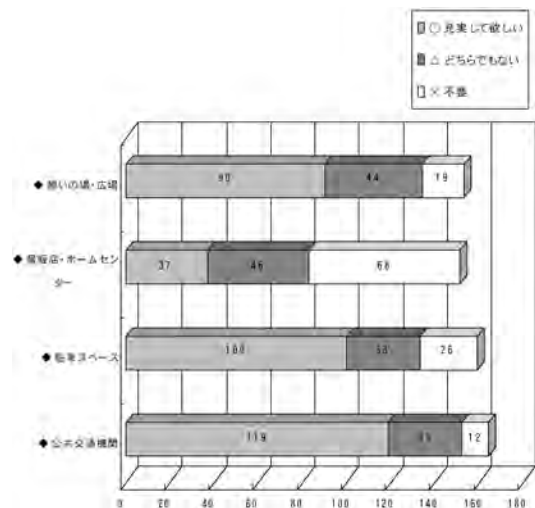 ○ 見実して欲しい
△ どちらでもない
× 不要
◆憩いの場・広場
90 44 19
◆量販店・ホームセン
ター
37 46 68
◆駐車スペース
100 26
◆公共交通機関
119 12
0 20 40 60 80 100 120 140 160 180